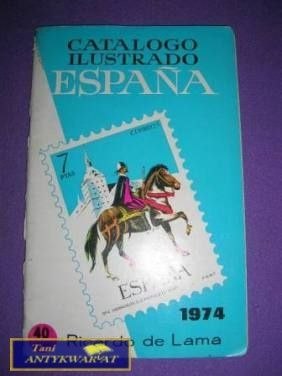 CATALOGO
ILUSTRADO
ESPAÑA
CORREOS
7
PTAS
ESPAÑA
1974
40
Ricardo de Lama
Tani
ANTYKWARIAT